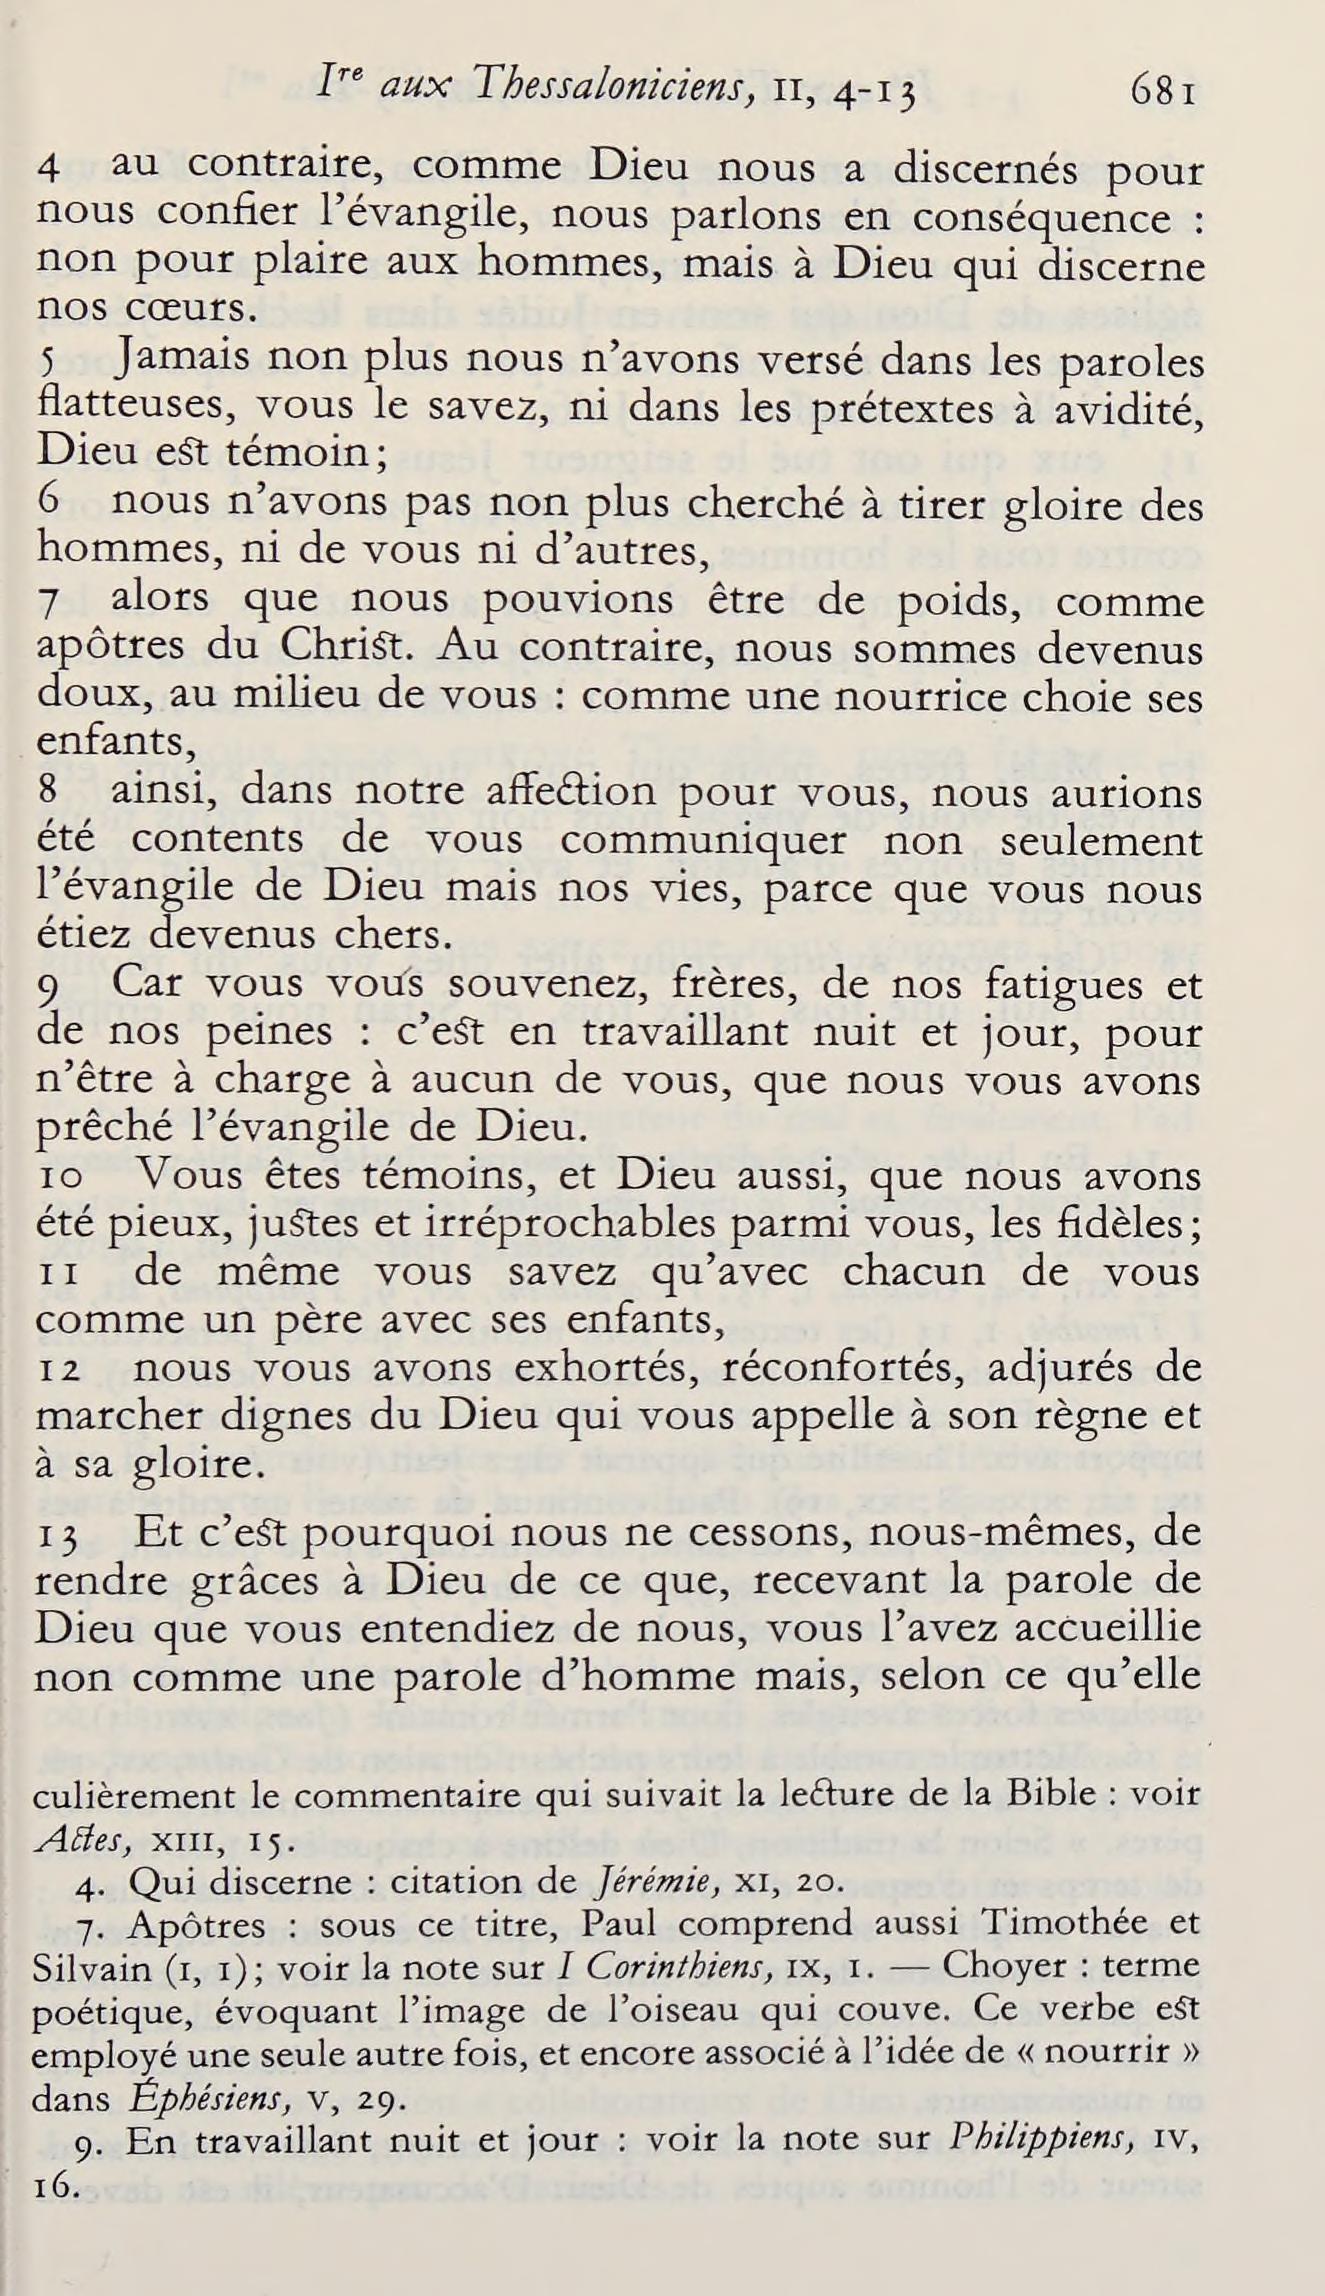 Ire aux Thessaloniciens, II, 4-13 681
4 au contraire, comme Dieu nous a discernés pour
nous confier l’évangile, nous parlons en conséquence :
non pour plaire aux hommes, mais à Dieu qui discerne
nos cœurs.
5 Jamais non plus nous n’avons versé dans les paroles
flatteuses, vous le savez, ni dans les prétextes à avidité,
Dieu est témoin;
6 nous n’avons pas non plus cherché à tirer gloire des
hommes, ni de vous ni d’autres,
7 alors que nous pouvions être de poids, comme
apôtres du Christ. Au contraire, nous sommes devenus
doux, au milieu de vous : comme une nourrice choie ses
enfants,
8 ainsi, dans notre affection pour vous, nous aurions
été contents de vous communiquer non seulement
l’évangile de Dieu mais nos vies, parce que vous nous
étiez devenus chers.
9 Car vous vous souvenez, frères, de nos fatigues et
de nos peines : c’est en travaillant nuit et jour, pour
n’être à charge à aucun de vous, que nous vous avons
prêché l’évangile de Dieu.
10 Vous êtes témoins, et Dieu aussi, que nous avons
été pieux, justes et irréprochables parmi vous, les fidèles;
11 de même vous savez qu’avec chacun de vous
comme un père avec ses enfants,
12 nous vous avons exhortés, réconfortés, adjurés de
marcher dignes du Dieu qui vous appelle à son règne et
à sa gloire.
13 Et c’est pourquoi nous ne cessons, nous-mêmes, de
rendre grâces à Dieu de ce que, recevant la parole de
Dieu que vous entendiez de nous, vous l’avez accueillie
non comme une parole d’homme mais, selon ce qu’elle
culièrement le commentaire qui suivait la lecture de la Bible : voir
Actes, XIII, 15.
4. Qui discerne : citation de Jérémie, XI, 20.
7. Apôtres : sous ce titre, Paul comprend aussi Timothée et
Silvain (I, 1); voir la note sur I Corinthiens, IX, 1. — Choyer : terme
poétique, évoquant l’image de l’oiseau qui couve. Ce verbe est
employé une seule autre fois, et encore associé à l’idée de « nourrir »
dans Éphésiens, V, 29.
9. En travaillant nuit et jour : voir la note sur Philippiens, IV,
16.